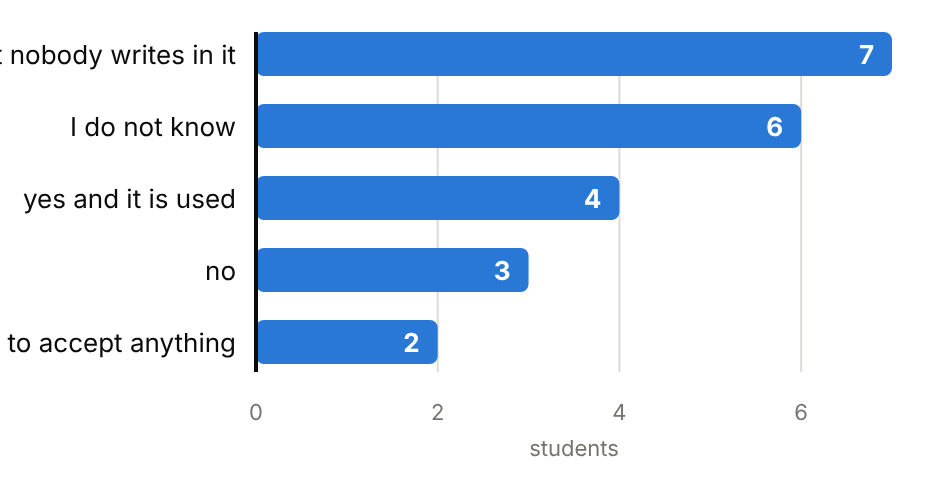 nobody writes in it
7
I do not know
6
yes and it is used
4
no
3
to accept anything
2
0 2 4 6
students